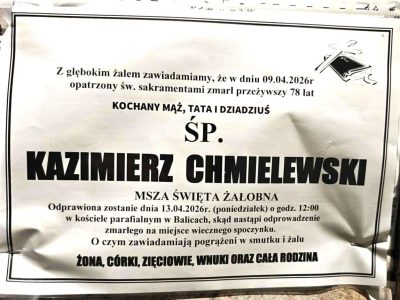 Z głębokim żalem zawiadamiamy, że w dniu 09.04.2026r
opatrzony św. sakramentami zmarł przeżywszy 78 lat
KOCHANY MĄŻ, TATA I DZIADZIUŚ
ŚP.
KAZIMIERZ CHMIELEWSKI
MSZA ŚWIĘTA ŻAŁOBNA
Odprawiona zostanie dnia 13.04.2026r. (poniedziałek) o godz. 12:00
w kościele parafialnym w Balicach, skąd nastąpi odprowadzenie
zmarłego na miejsce wiecznego spoczynku.
O czym zawiadamiają pogrążeni w smutku i żalu
ŻONA, CÓRKI, ZIĘCIOWIE, WNUKI ORAZ CAŁA RODZINA